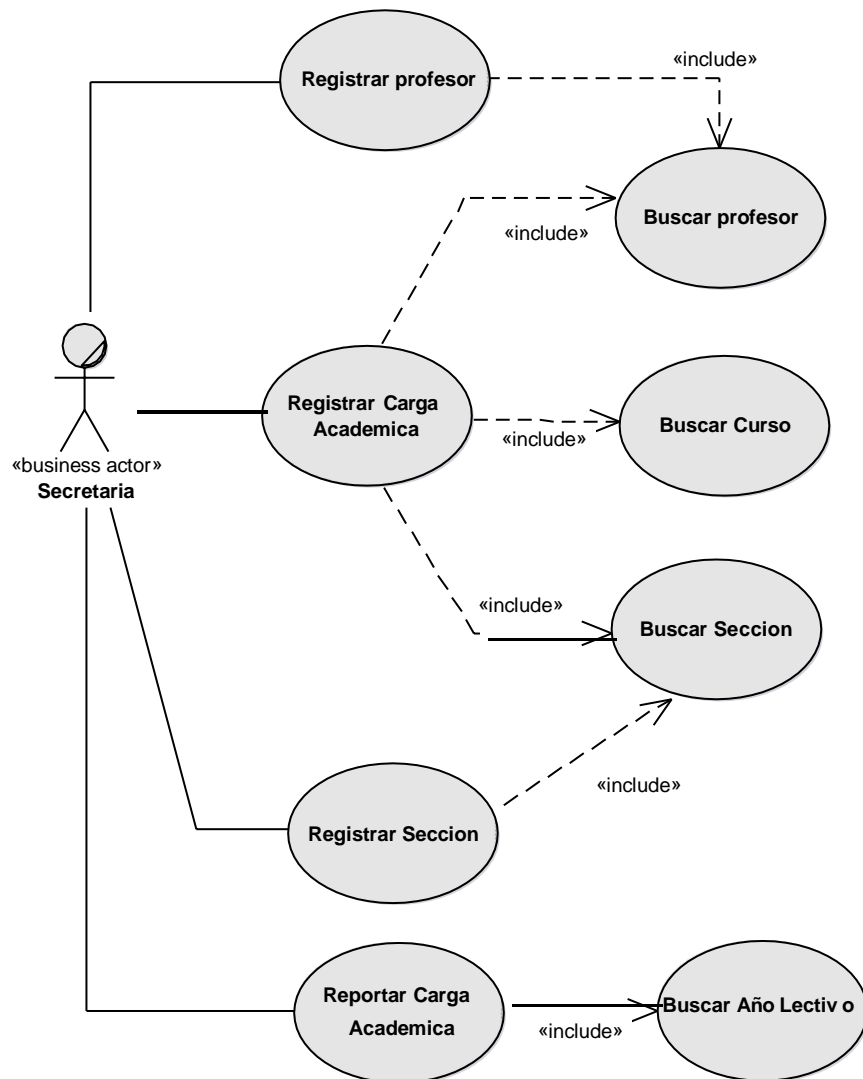 «include»
Registrar profesor
Buscar profesor
«include»
Registrar Carga
Academica
Buscar Curso
«include»
«business actor»
Secretaria
«include»
Buscar Seccion
«include»
Registrar Seccion
Reportar Carga
Academica
Buscar Año Lectiv o
«include»